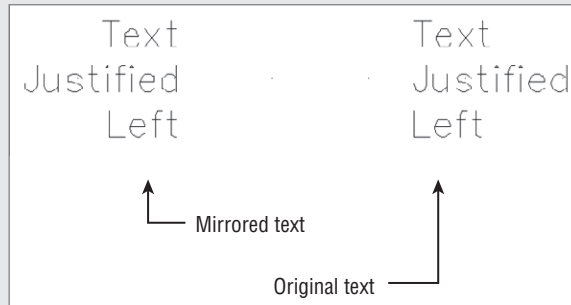 Text
Justified
Left
Text
Justified
Left
Mirrored text
Original text